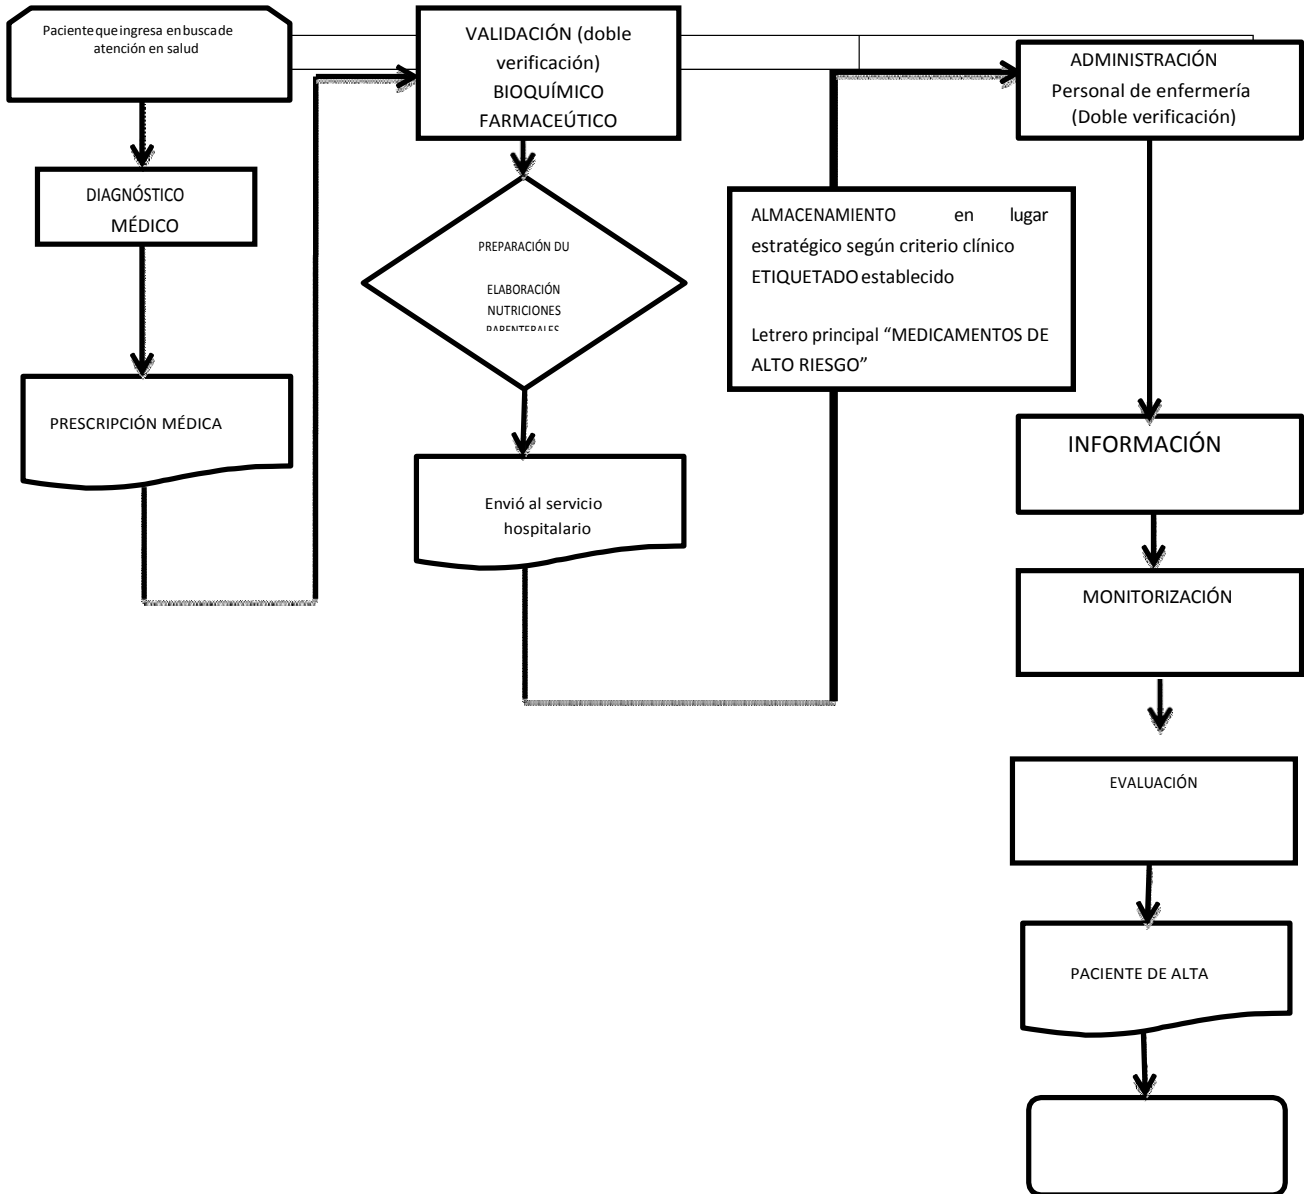 Paciente que ingresa en busca de
atención en salud
DIAGNÓSTICO
MÉDICO
PRESCRIPCIÓN MÉDICA
VALIDACIÓN (doble
verificación)
BIOQUÍMICO
FARMACEÚTICO
PREPARACIÓN DU
ELABORACIÓN
NUTRICIONES
PARENTERALES
Envió al servicio
hospitalario
ALMACENAMIENTO en lugar
estratégico según criterio clínico
ETIQUETADO establecido
Letrero principal “MEDICAMENTOS DE
ALTO RIESGO”
ADMINISTRACIÓN
Personal de enfermería
(Doble verificación)
INFORMACIÓN
MONITORIZACIÓN
EVALUACIÓN
PACIENTE DE ALTA